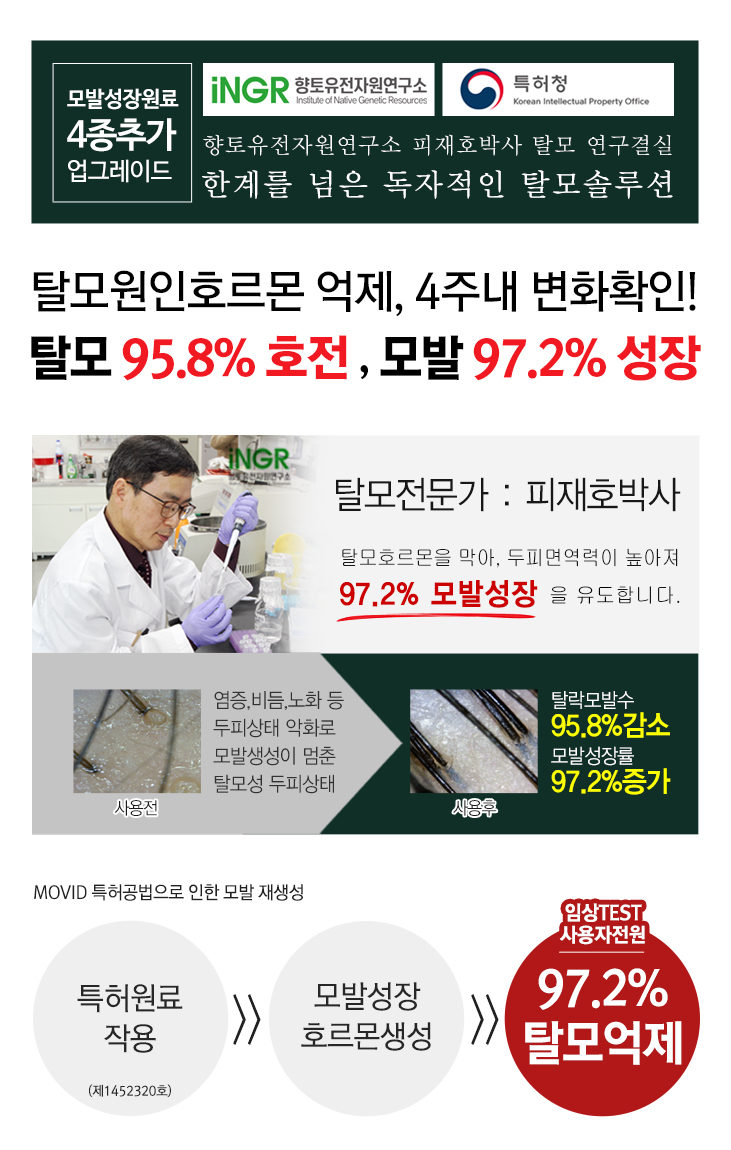 모발성장원료
4종추가
업그레이드
iNGR 향토유전자원연구소
Institute of Native Genetic Resources
특허청
Korean Intellectual Property Office
향토유전자원연구소 피재호박사 탈모 연구결실
한계를 넘은 독자적인 탈모솔루션
탈모원인호르몬 억제, 4주내 변화확인!
탈모 95.8% 호전 , 모발 97.2% 성장
iNGR
향토유전자원연구소
탈모전문가 : 피재호박사
탈모호르몬을 막아, 두피면역력이 높아져
97.2% 모발성장 을 유도합니다.
염증,비듬,노화 등
두피상태 악화로
모발생성이 멈춘
탈모성 두피상태
사용전
탈락모발수
95.8%감소
모발성장률
97.2%증가
사용후
MOVID 특허공법으로 인한 모발 재생성
특허원료
작용
(제1452320호)
모발성장
호르몬생성
임상TEST
사용자전원
97.2%
탈모억제